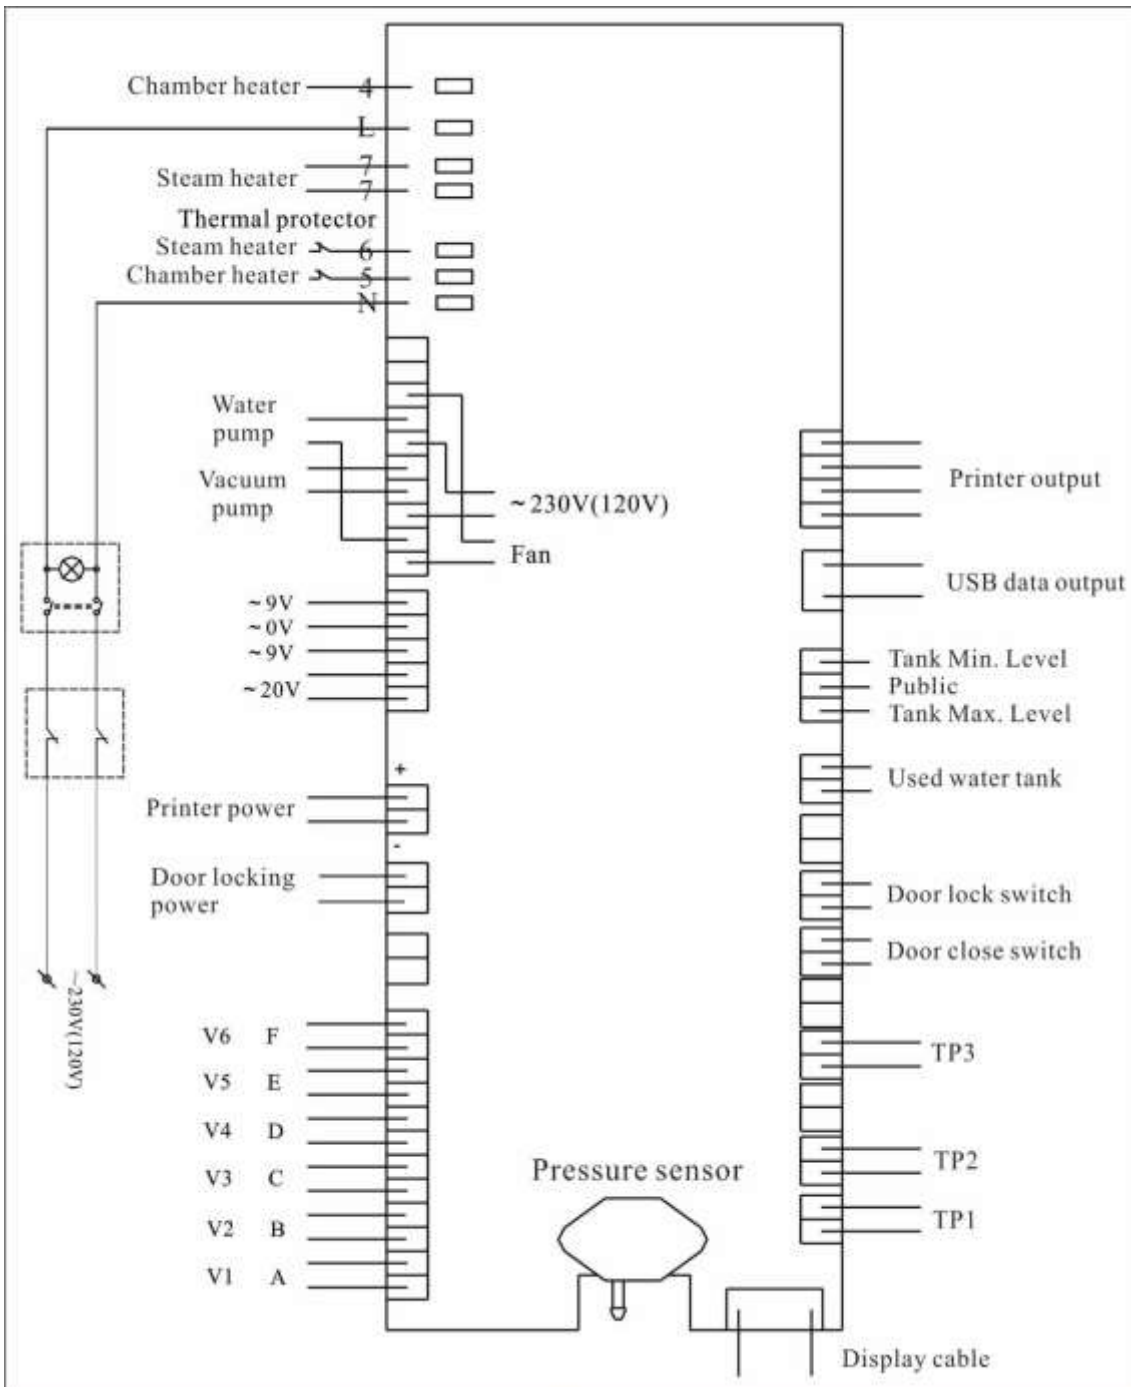 Chamber heater 4
L
7
Steam heater
7
Thermal protector
Steam heater 6
Chamber heater 5
N
Water
pump
Vacuum
pump
~230V(120V)
Fan
~9V
~0V
~9V
~20V
+
Printer power
-
Door locking
power
~230V(120V)
V6 F
V5 E
V4 D
V3 C
V2 B
V1 A
Printer output
USB data output
Tank Min. Level
Public
Tank Max. Level
Used water tank
Door lock switch
Door close switch
TP3
TP2
TP1
Pressure sensor
Display cable